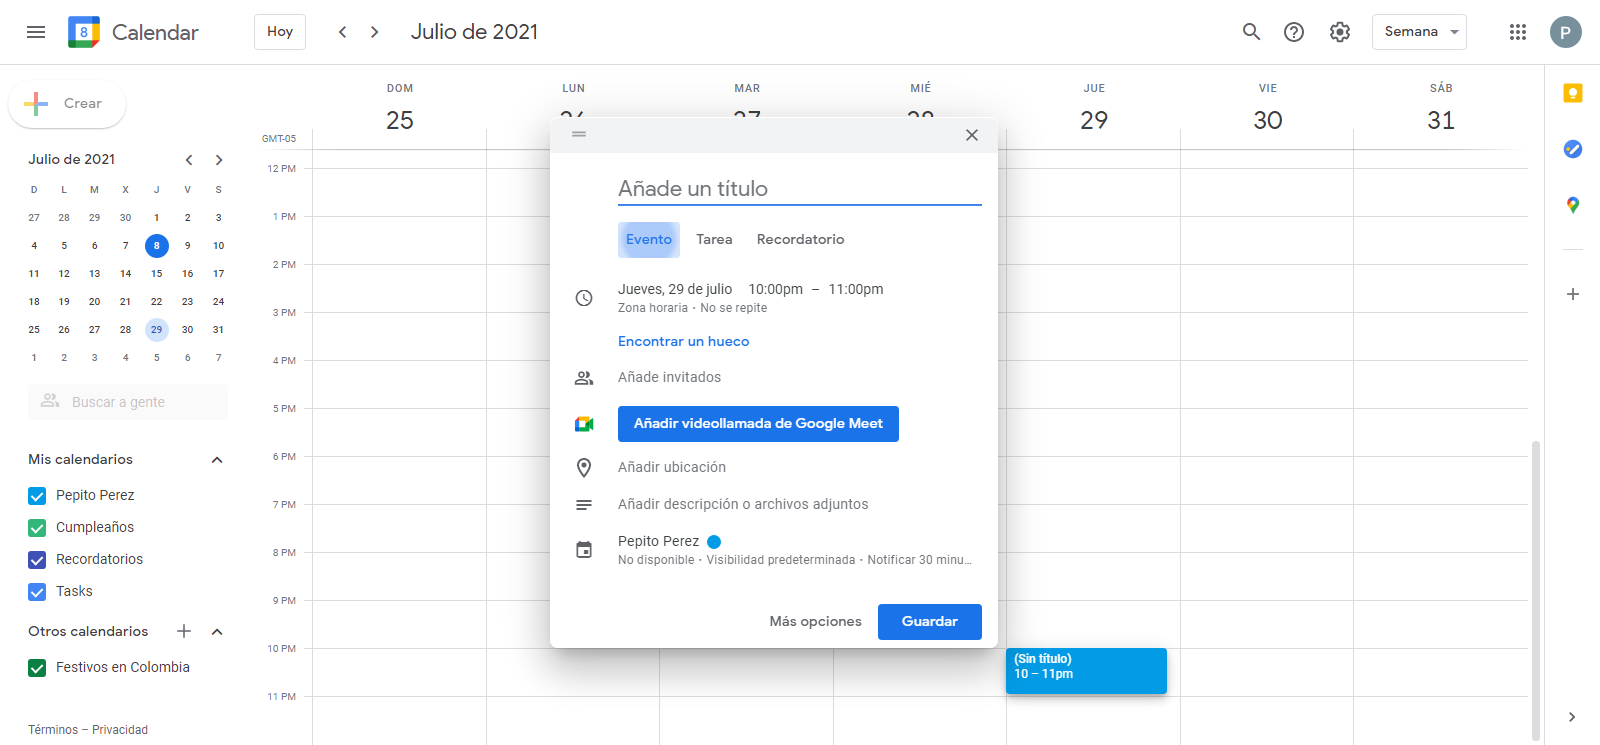 8 Calendar Hoy Julio de 2021 Semana P
Crear
DOM LUN MAR MIÉ JUE VIE SÁB
25 26 27 28 29 30 31
GMT-05
Julio de 2021
D L M X J V S
27 28 29 30 1 2 3
4 5 6 7 8 9 10
11 12 13 14 15 16 17
18 19 20 21 22 23 24
25 26 27 28 29 30 31
1 2 3 4 5 6 7
Buscar a gente
Mis calendarios
Pepito Perez
Cumpleaños
Recordatorios
Tasks
Otros calendarios
Festivos en Colombia
Términos – Privacidad
12 PM
1 PM
2 PM
3 PM
4 PM
5 PM
6 PM
7 PM
8 PM
9 PM
10 PM
11 PM
Añade un título
Evento Tarea Recordatorio
Jueves, 29 de julio 10:00pm – 11:00pm
Zona horaria • No se repite
Encontrar un hueco
Añade invitados
Añadir videollamada de Google Meet
Añadir ubicación
Añadir descripción o archivos adjuntos
Pepito Perez
No disponible • Visibilidad predeterminada • Notificar 30 minu...
Más opciones Guardar
(Sin título)
10 – 11pm